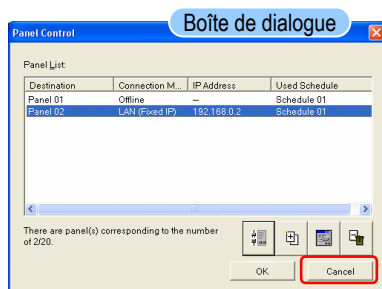 Boîte de dialogue
Panel Control
Panel List:
Destination Connection M... IP Address Used Schedule
Panel 01 Offline – Schedule 01
Panel 02 LAN (Fixed IP) 192.168.0.2 Schedule 01
There are panel(s) corresponding to the number
of 2/20.
OK Cancel